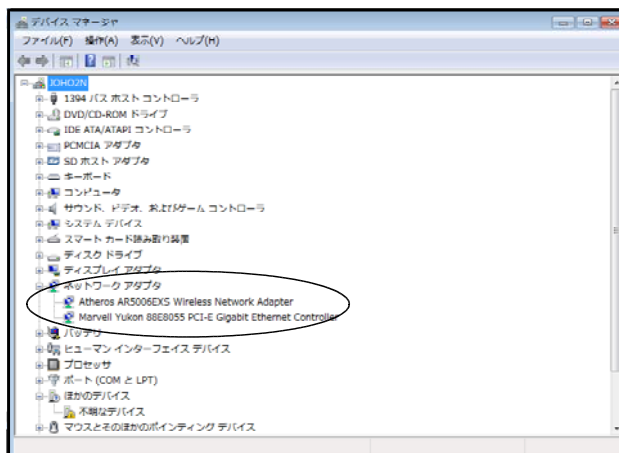 デバイス マネージャ
ファイル(F) 操作(A) 表示(V) ヘルプ(H)
JOHO2N
1394 バス ホスト コントローラ
DVD/CD-ROM ドライブ
IDE ATA/ATAPI コントローラ
PCMCIA アダプタ
SD ホスト アダプタ
キーボード
コンピュータ
サウンド、ビデオ、およびゲーム コントローラ
システム デバイス
スマート カード読み取り装置
ディスク ドライブ
ディスプレイ アダプタ
ネットワーク アダプタ
Atheros AR5006EXS Wireless Network Adapter
Marvell Yukon 88E8055 PCI-E Gigabit Ethernet Controller
バッテリ
ヒューマン インターフェイス デバイス
プロセッサ
ポート (COM と LPT)
ほかのデバイス
不明なデバイス
マウスとそのほかのポインティング デバイス